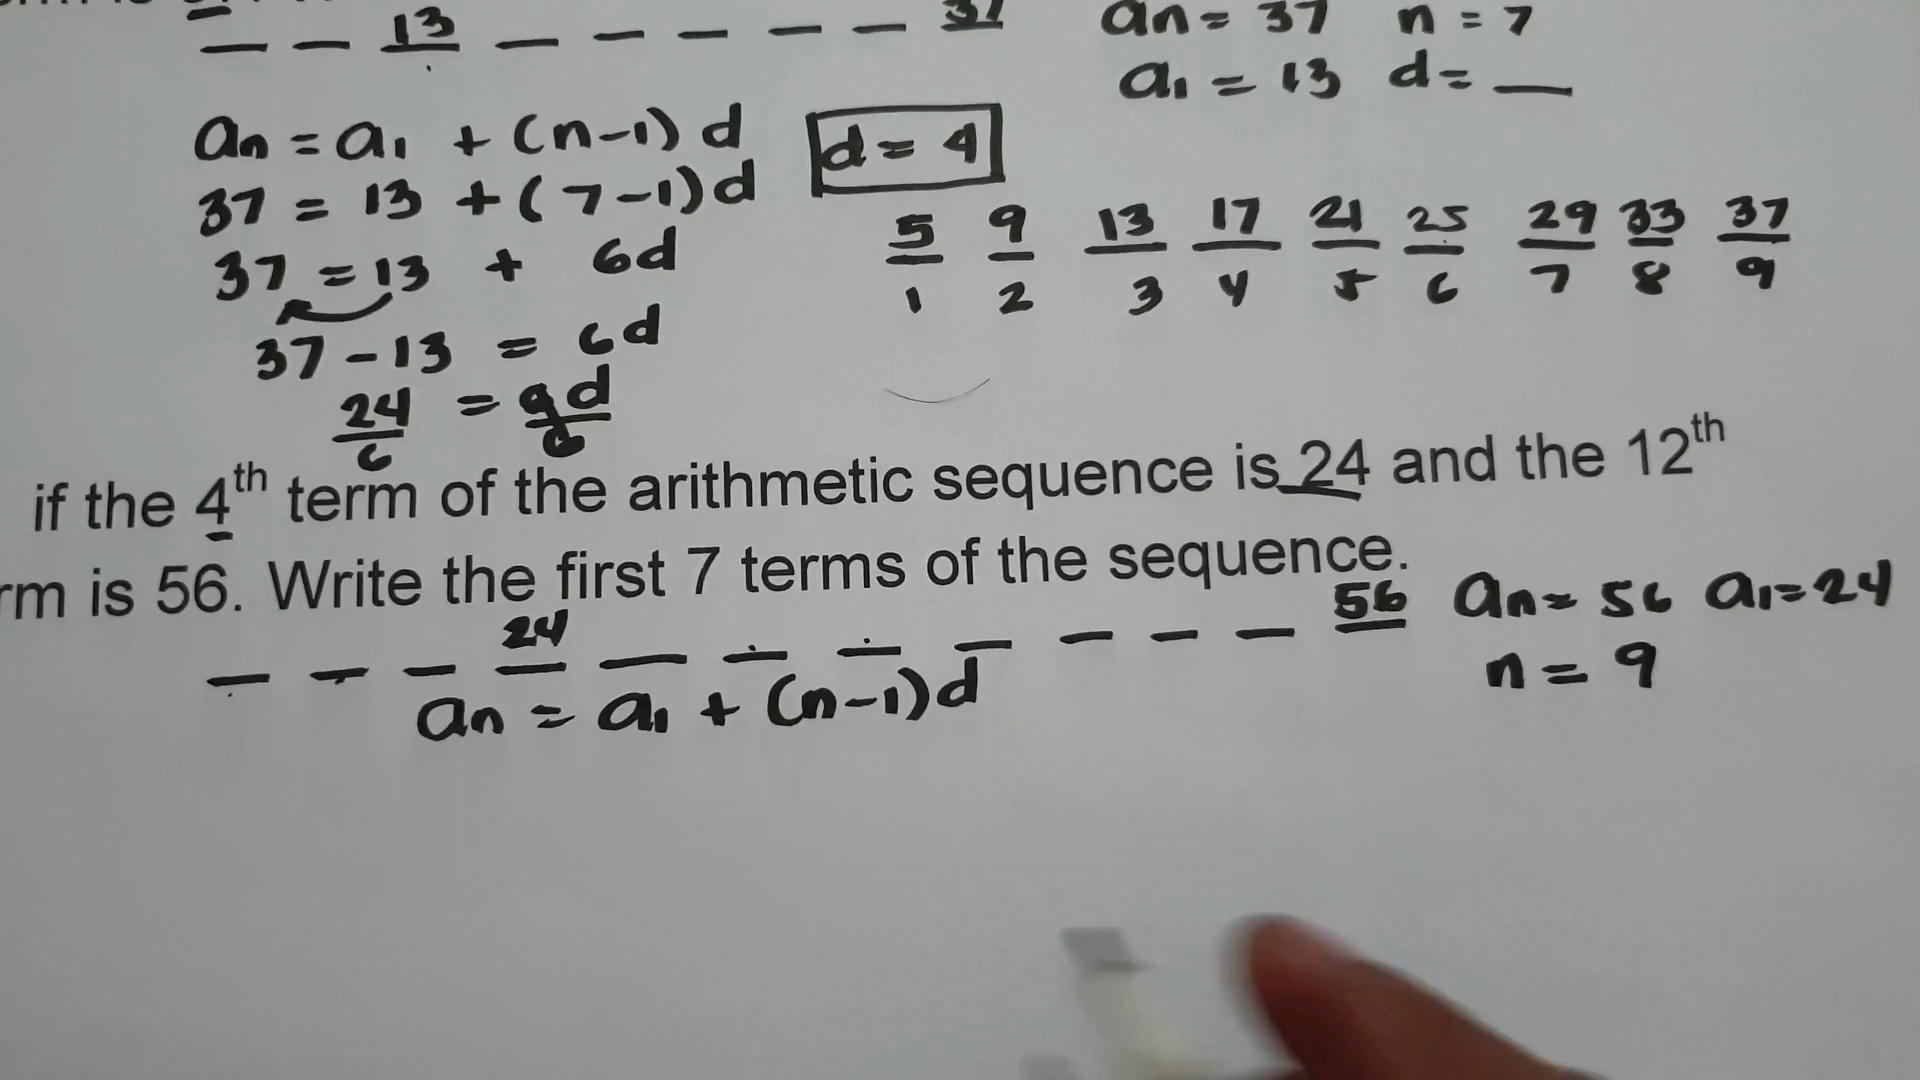 13 37 an = 37 n = 7
a1 = 13 d = __
an = a1 + (n-1) d d = 4
37 = 13 + (7-1)d
5 9 13 17 21 25 29 33 37
1 2 3 4 5 6 7 8 9
37 = 13 + 6d
37 - 13 = 6d
24 = 6d
6 6
if the 4th term of the arithmetic sequence is 24 and the 12th
rm is 56. Write the first 7 terms of the sequence.
24 56 an = 56 a1 = 24
an = a1 + (n-1)d n = 9